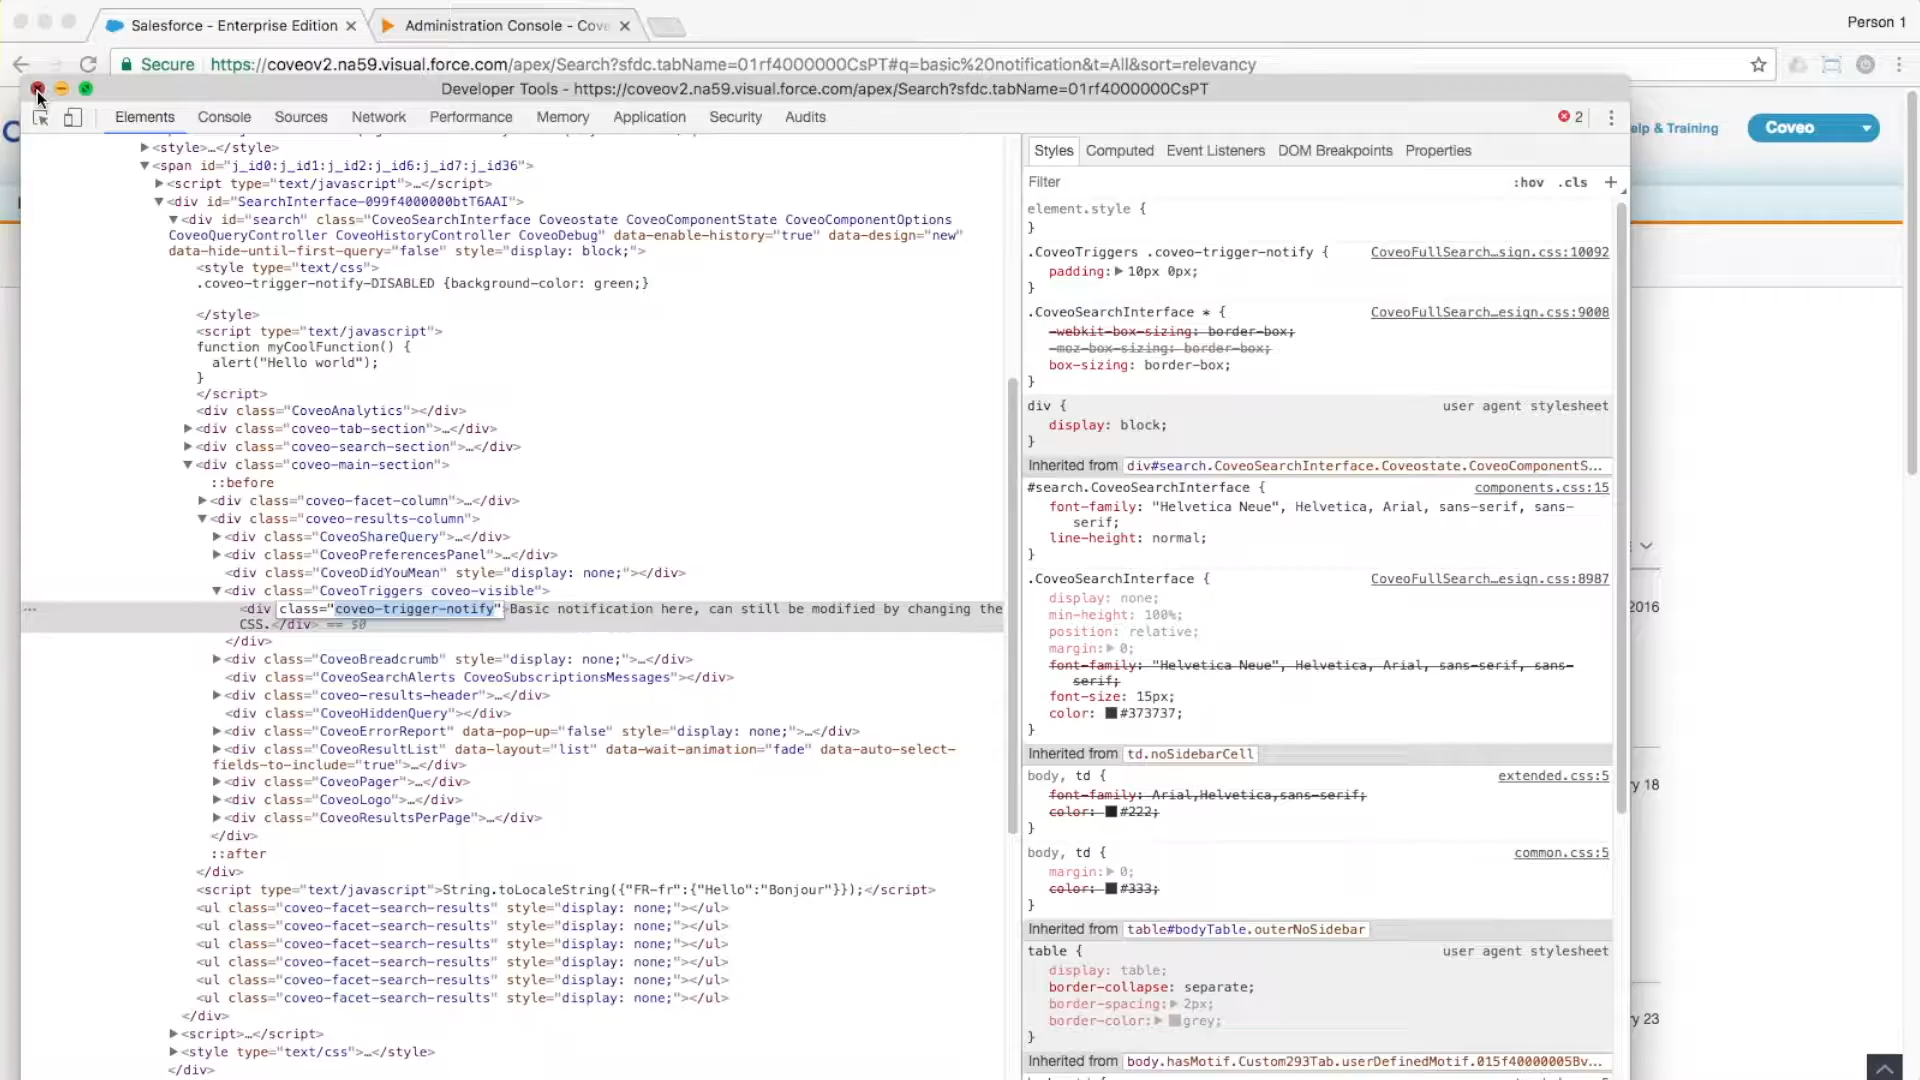 Salesforce - Enterprise Edition
Administration Console - Cove
Person 1
Secure https://coveov2.na59.visual.force.com/apex/Search?sfdc.tabName=01rf4000000CsPT#q=basic%20notification&t=All&sort=relevancy
Developer Tools - https://coveov2.na59.visual.force.com/apex/Search?sfdc.tabName=01rf4000000CsPT
Elements Console Sources Network Performance Memory Application Security Audits 2
elp & Training
Coveo
<style>…</style>
<span id="j_id0:j_id1:j_id2:j_id6:j_id7:j_id36">
<script type="text/javascript">…</script>
<div id="SearchInterface-099f4000000btT6AAI">
<div id="search" class="CoveoSearchInterface Coveostate CoveoComponentState CoveoComponentOptions
CoveoQueryController CoveoHistoryController CoveoDebug" data-enable-history="true" data-design="new"
data-hide-until-first-query="false" style="display: block;">
<style type="text/css">
.coveo-trigger-notify-DISABLED {background-color: green;}
</style>
<script type="text/javascript">
function myCoolFunction() {
alert("Hello world");
}
</script>
<div class="CoveoAnalytics"></div>
<div class="coveo-tab-section">…</div>
<div class="coveo-search-section">…</div>
<div class="coveo-main-section">
::before
<div class="coveo-facet-column">…</div>
<div class="coveo-results-column">
<div class="CoveoShareQuery">…</div>
<div class="CoveoPreferencesPanel">…</div>
<div class="CoveoDidYouMean" style="display: none;"></div>
<div class="CoveoTriggers coveo-visible">
… <div class="coveo-trigger-notify">Basic notification here, can still be modified by changing the
CSS.</div> == $0
</div>
<div class="CoveoBreadcrumb" style="display: none;">…</div>
<div class="CoveoSearchAlerts CoveoSubscriptionsMessages"></div>
<div class="coveo-results-header">…</div>
<div class="CoveoHiddenQuery"></div>
<div class="CoveoErrorReport" data-pop-up="false" style="display: none;">…</div>
<div class="CoveoResultList" data-layout="list" data-wait-animation="fade" data-auto-select-
fields-to-include="true">…</div>
<div class="CoveoPager">…</div>
<div class="CoveoLogo">…</div>
<div class="CoveoResultsPerPage">…</div>
</div>
::after
</div>
<script type="text/javascript">String.toLocaleString({"FR-fr":{"Hello":"Bonjour"}});</script>
<ul class="coveo-facet-search-results" style="display: none;"></ul>
<ul class="coveo-facet-search-results" style="display: none;"></ul>
<ul class="coveo-facet-search-results" style="display: none;"></ul>
<ul class="coveo-facet-search-results" style="display: none;"></ul>
<ul class="coveo-facet-search-results" style="display: none;"></ul>
<ul class="coveo-facet-search-results" style="display: none;"></ul>
</div>
<script>…</script>
<style type="text/css">…</style>
</div>
Styles Computed Event Listeners DOM Breakpoints Properties
Filter :hov .cls +
element.style {
}
.CoveoTriggers .coveo-trigger-notify { CoveoFullSearch…sign.css:10092
padding: 10px 0px;
}
.CoveoSearchInterface * { CoveoFullSearch…esign.css:9008
-webkit-box-sizing: border-box;
-moz-box-sizing: border-box;
box-sizing: border-box;
}
div { user agent stylesheet
display: block;
}
Inherited from div#search.CoveoSearchInterface.Coveostate.CoveoComponentS...
#search.CoveoSearchInterface { components.css:15
font-family: "Helvetica Neue", Helvetica, Arial, sans-serif, sans-
serif;
line-height: normal;
}
.CoveoSearchInterface { CoveoFullSearch…esign.css:8987
display: none;
min-height: 100%;
position: relative;
margin: 0;
font-family: "Helvetica Neue", Helvetica, Arial, sans-serif, sans-
serif;
font-size: 15px;
color: #373737;
}
Inherited from td.noSidebarCell
body, td { extended.css:5
font-family: Arial,Helvetica,sans-serif;
color: #222;
}
body, td { common.css:5
margin: 0;
color: #333;
}
Inherited from table#bodyTable.outerNoSidebar
table { user agent stylesheet
display: table;
border-collapse: separate;
border-spacing: 2px;
border-color: grey;
}
Inherited from body.hasMotif.Custom293Tab.userDefinedMotif.015f40000005Bv...
2016
ry 18
ry 23